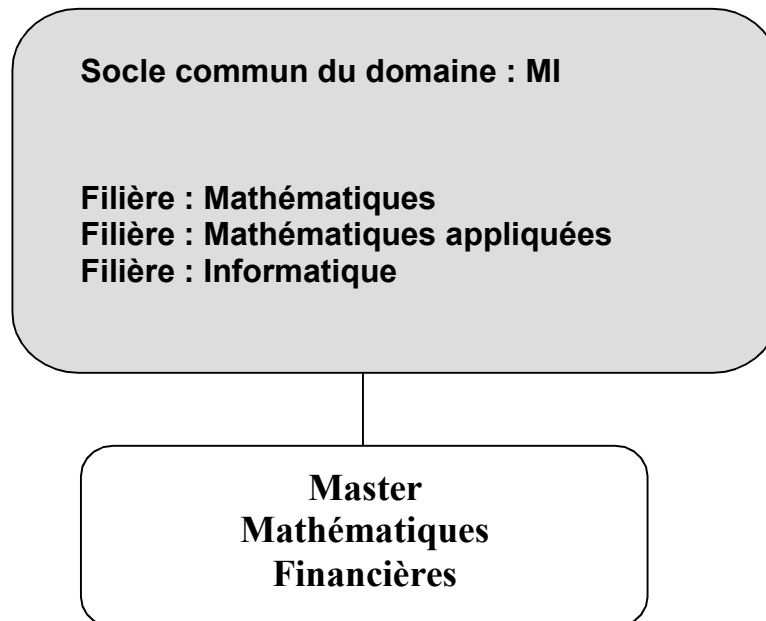 Socle commun du domaine : MI
Filière : Mathématiques
Filière : Mathématiques appliquées
Filière : Informatique
Master
Mathématiques
Financières